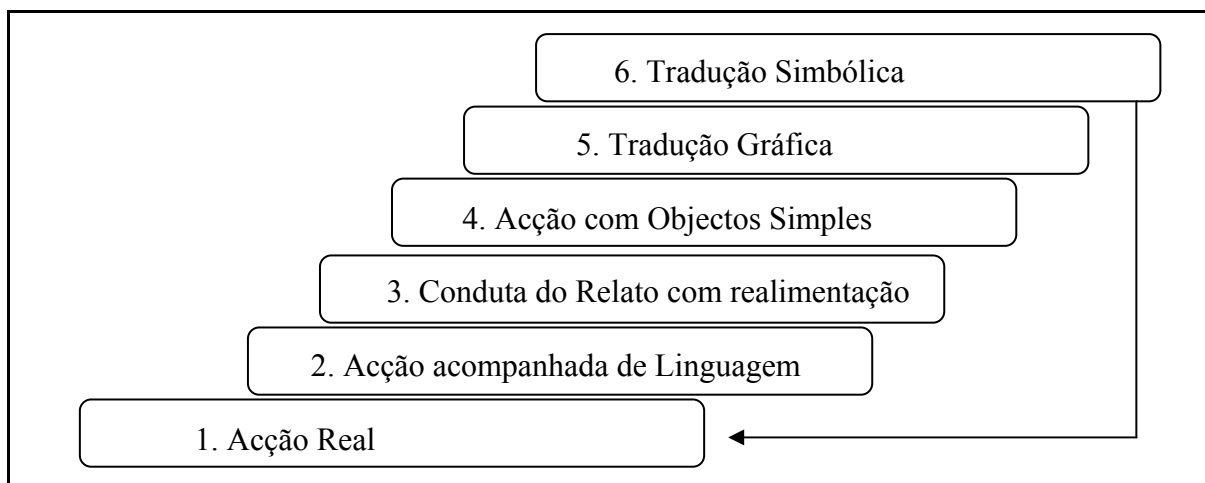 6. Tradução Simbólica
5. Tradução Gráfica
4. Acção com Objectos Simples
3. Conduta do Relato com realimentação
2. Acção acompanhada de Linguagem
1. Acção Real